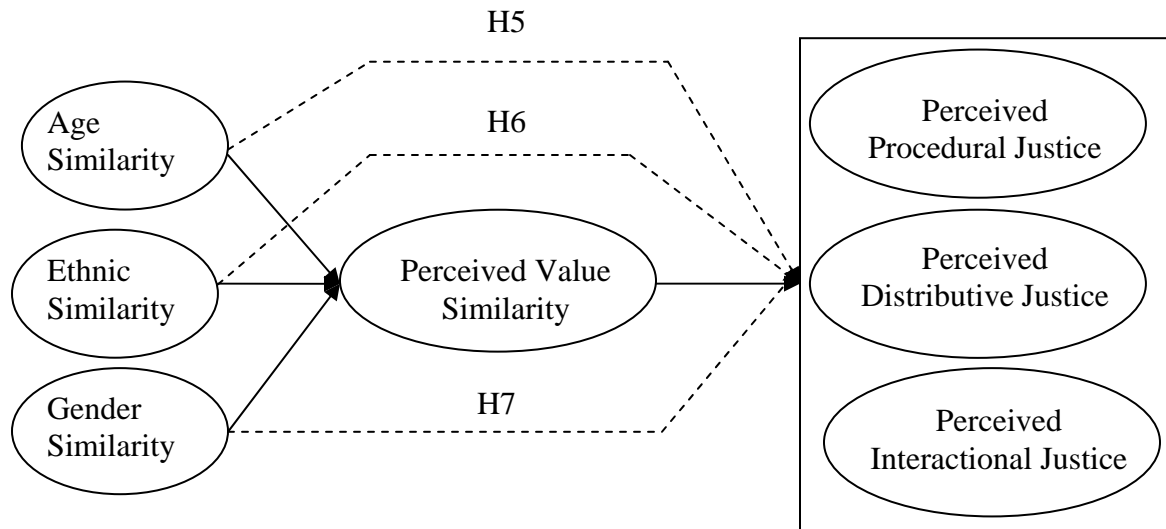 H5
Age
Similarity
H6
Ethnic
Similarity
Perceived Value
Similarity
Gender
Similarity
H7
Perceived
Procedural Justice
Perceived
Distributive Justice
Perceived
Interactional Justice